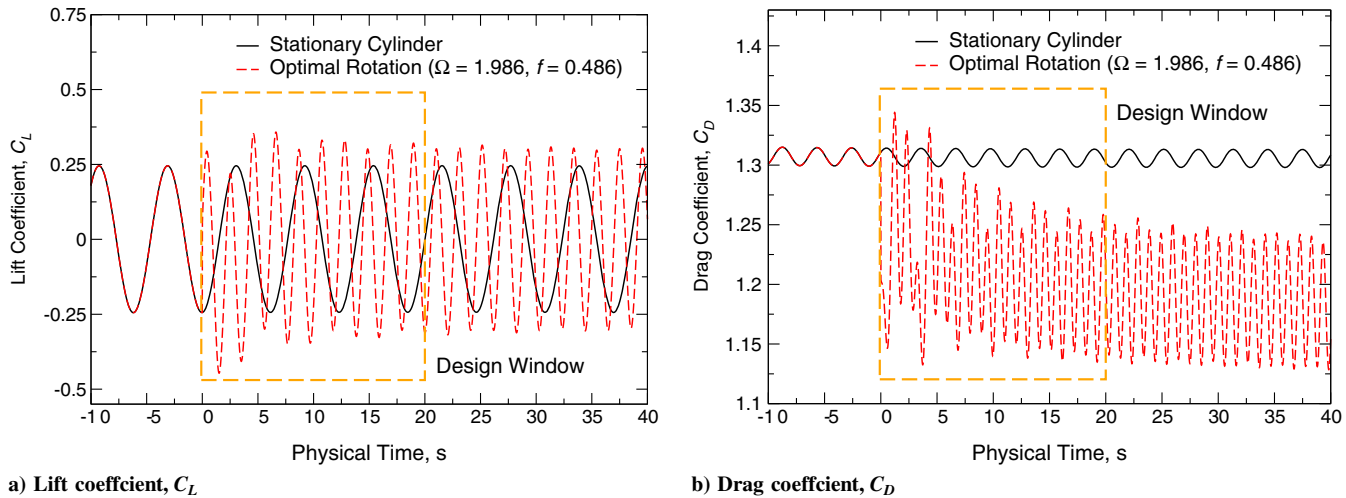 0.75
0.5
0.25
0
-0.25
-0.5
Lift Coefficient, C_L
Stationary Cylinder
Optimal Rotation (Ω = 1.986, f = 0.486)
Design Window
-10 -5 0 5 10 15 20 25 30 35 40
Physical Time, s
a) Lift coeffcient, C_L
1.4
1.35
1.3
1.25
1.2
1.15
1.1
Drag Coefficient, C_D
Stationary Cylinder
Optimal Rotation (Ω = 1.986, f = 0.486)
Design Window
-10 -5 0 5 10 15 20 25 30 35 40
Physical Time, s
b) Drag coeffcient, C_D